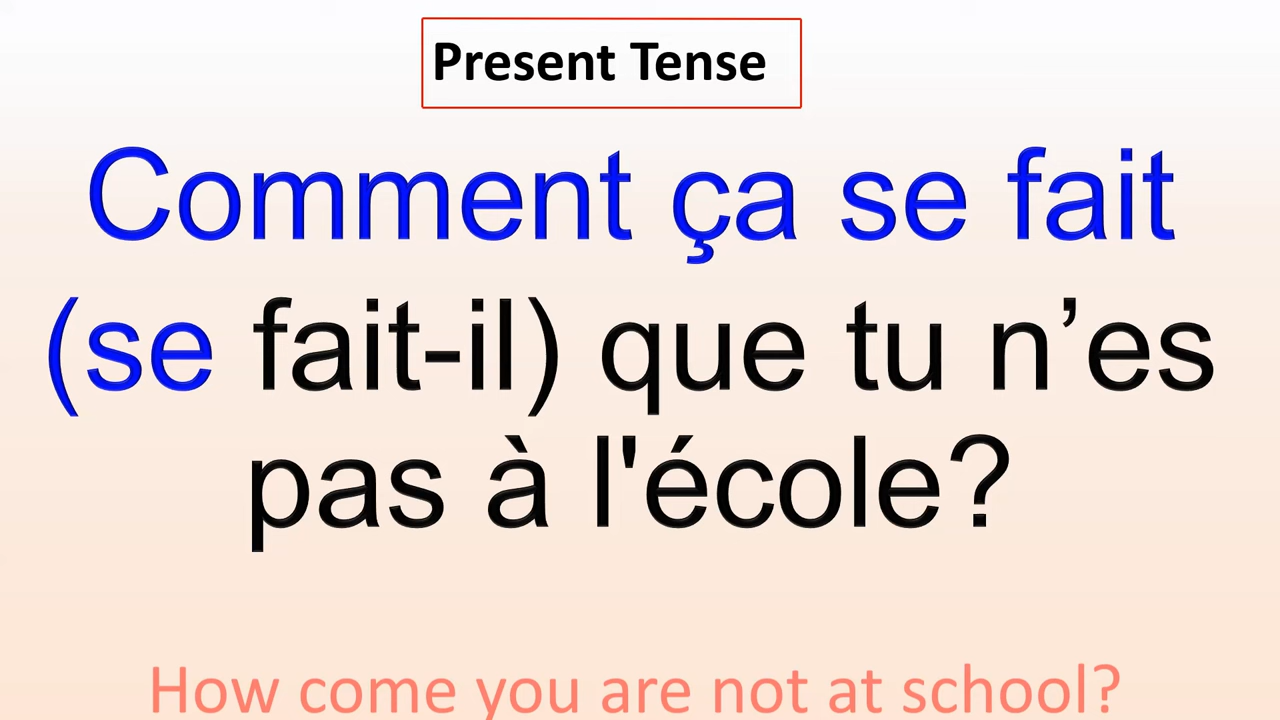 Present Tense
Comment ça se fait
(se fait-il) que tu n’es
pas à l'école?
How come you are not at school?